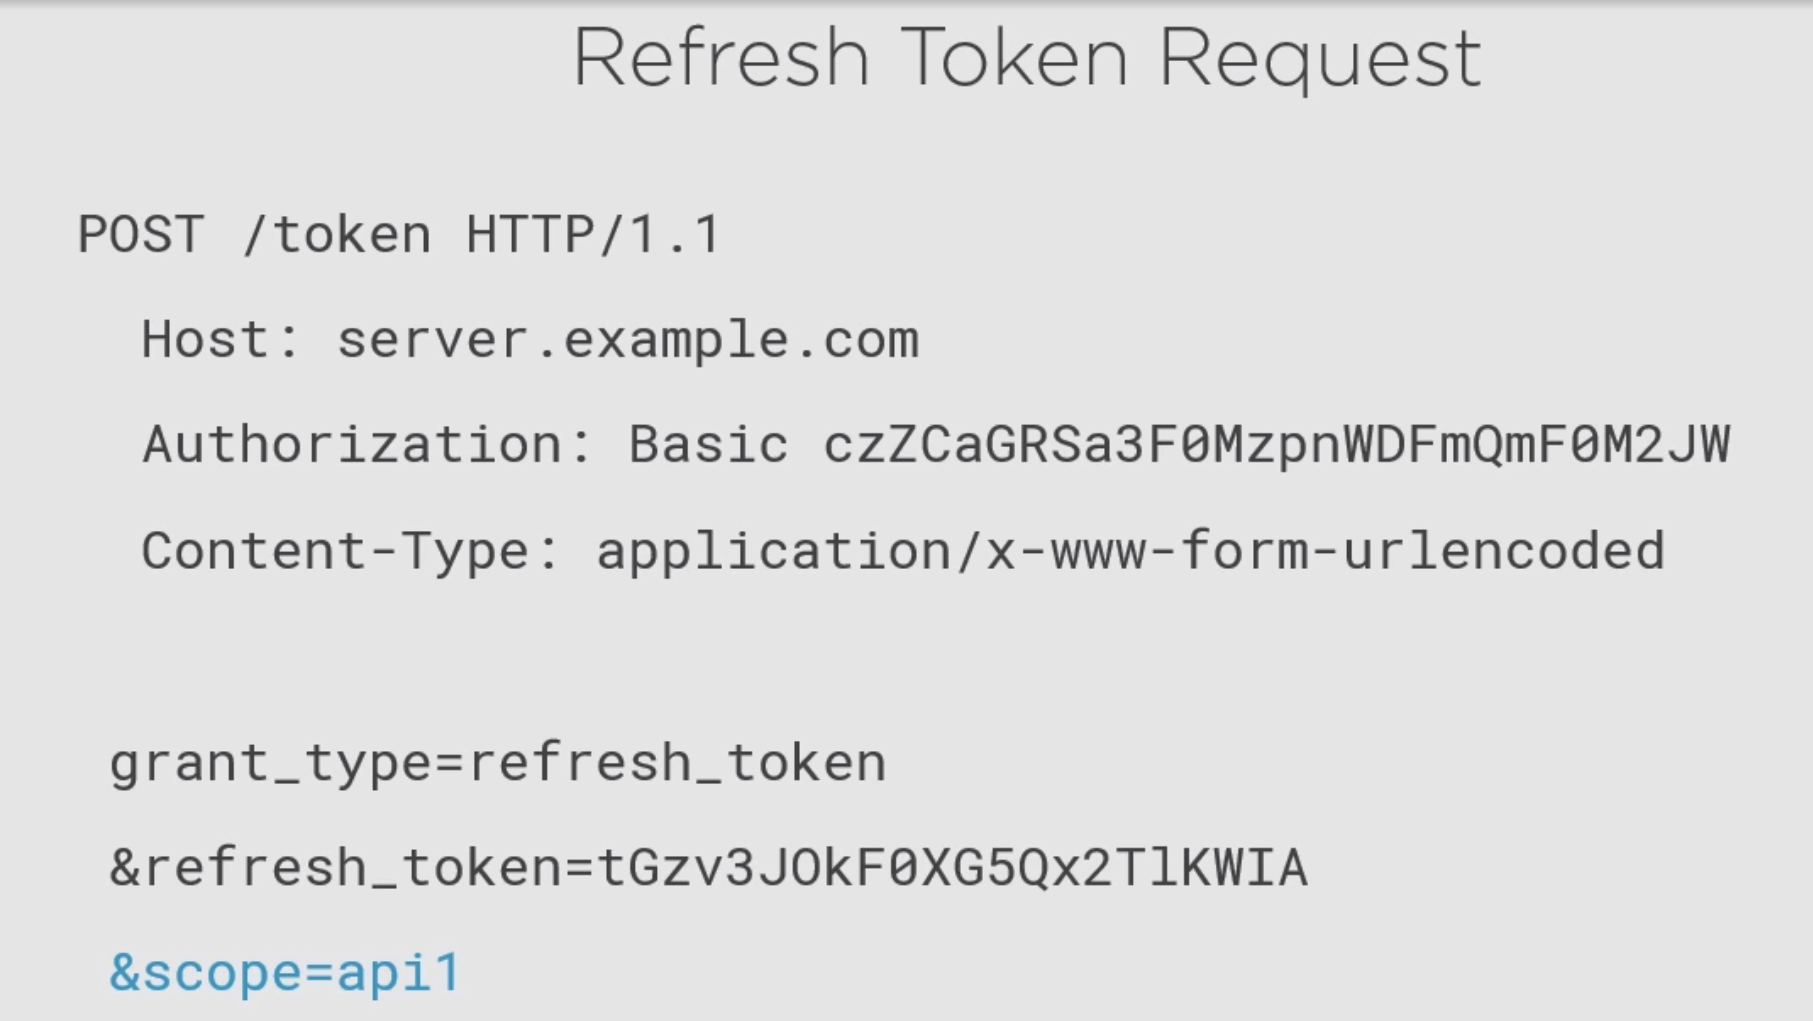 Refresh Token Request
POST /token HTTP/1.1
Host: server.example.com
Authorization: Basic czZCaGRSa3F0MzpnWDFmQmF0M2JW
Content-Type: application/x-www-form-urlencoded
grant_type=refresh_token
&refresh_token=tGzv3JOkF0XG5Qx2TlKWIA
&scope=api1